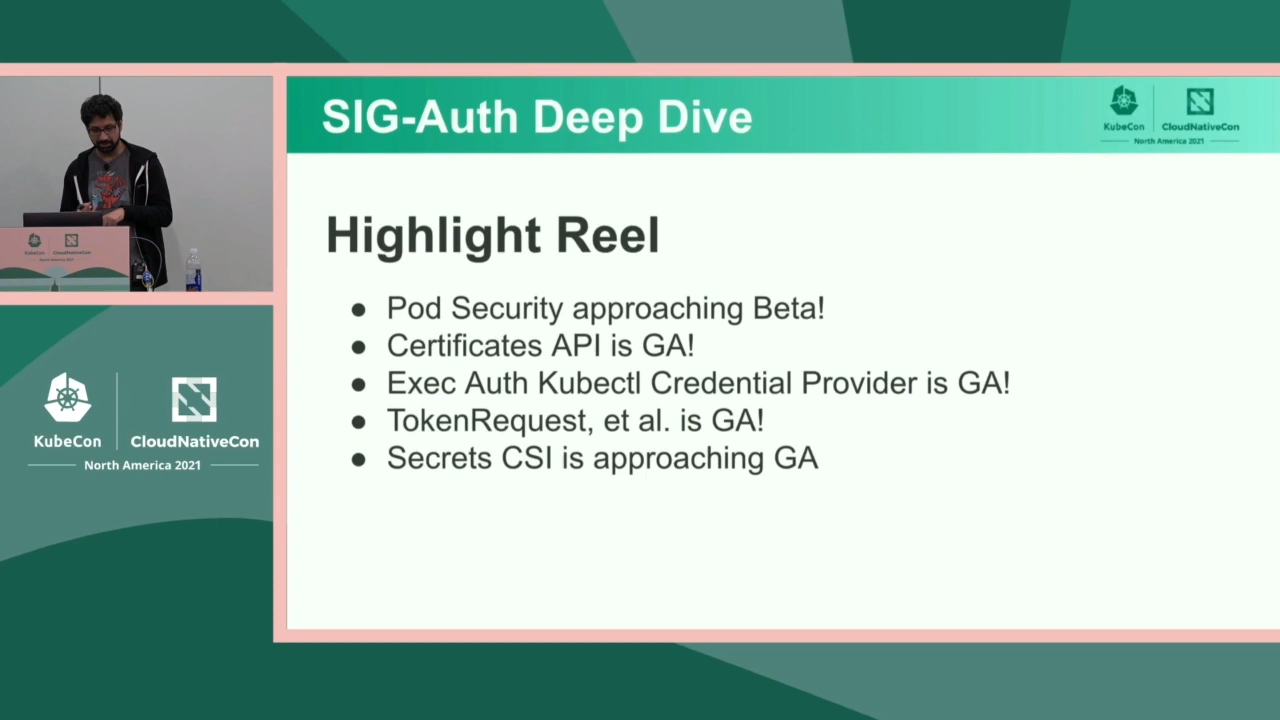 SIG-Auth Deep Dive
KubeCon
CloudNativeCon
North America 2021
Highlight Reel
● Pod Security approaching Beta!
● Certificates API is GA!
● Exec Auth Kubectl Credential Provider is GA!
● TokenRequest, et al. is GA!
● Secrets CSI is approaching GA
KubeCon
CloudNativeCon
KubeCon
CloudNativeCon
North America 2021